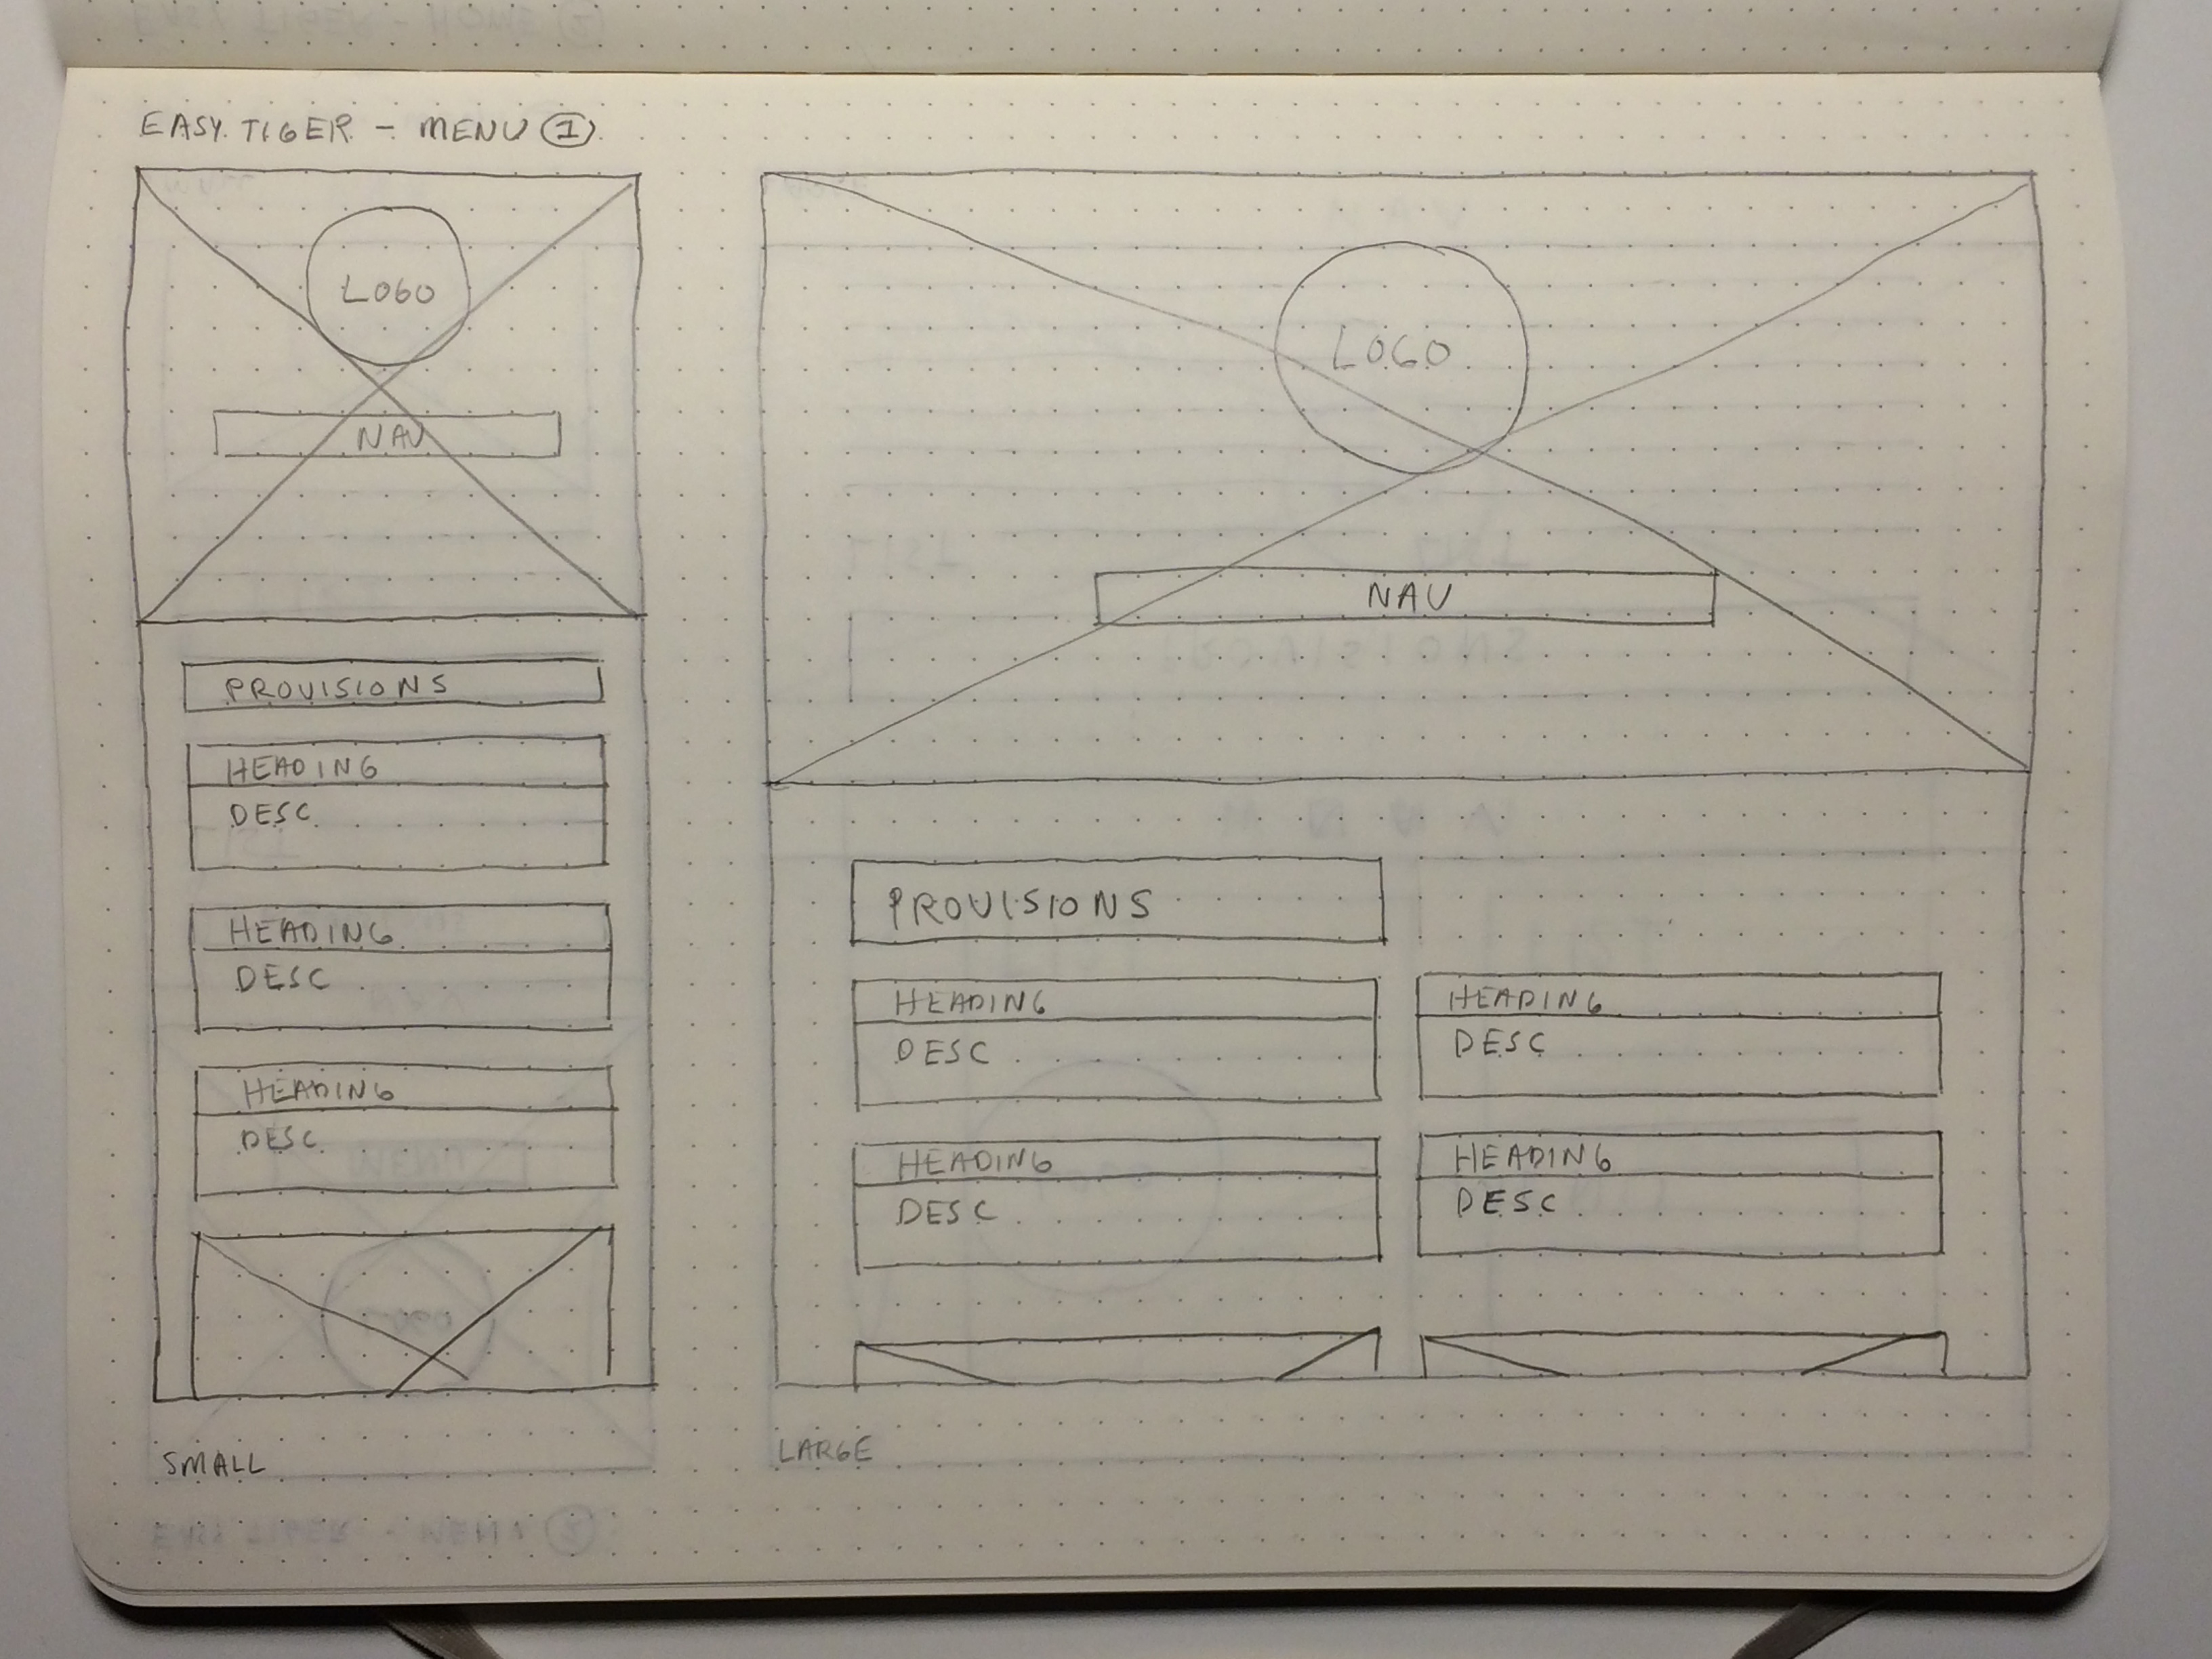 EASY TIGER - MENU 1
LOGO
NAV
PROVISIONS
HEADING
DESC
HEADING
DESC
HEADING
DESC
SMALL
LOGO
NAV
PROVISIONS
HEADING
DESC
HEADING
DESC
HEADING
DESC
HEADING
DESC
LARGE